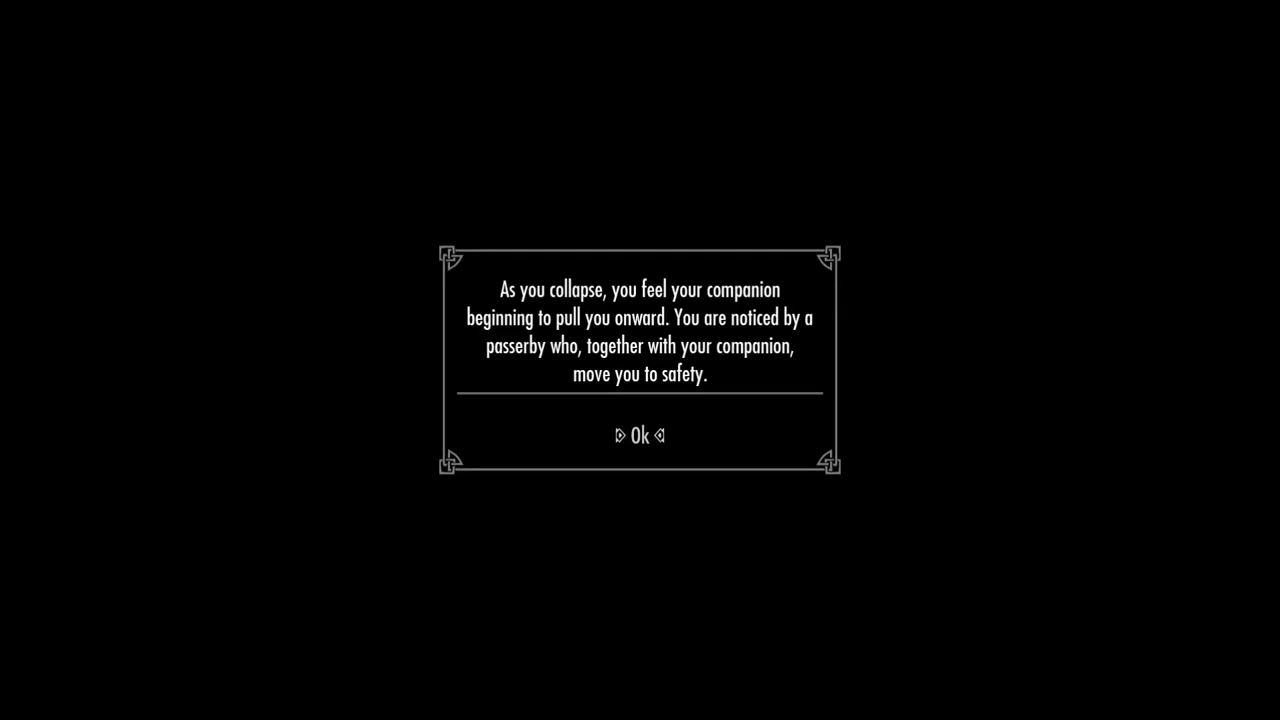 As you collapse, you feel your companion
beginning to pull you onward. You are noticed by a
passerby who, together with your companion,
move you to safety.
Ok